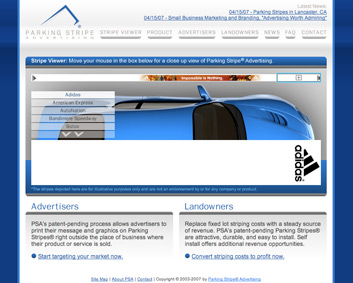 Latest News
04/15/07 - Parking Stripes in Lancaster, CA
04/15/07 - Small Business Marketing and Branding, "Advertising Worth Admiring"
PARKING STRIPE
ADVERTISING
STRIPE VIEWER PRODUCT ADVERTISERS LANDOWNERS NEWS FAQ CONTACT
Stripe Viewer: Move your mouse in the box below for a close up view of Parking Stripe® Advertising.
Impossible is Nothing
Adidas
American Express
AutoNation
Bandimere Speedway
adidas
*The stripes depicted here are for illustrative purposes only and are not an endorsement by or for any company or product.
Advertisers
PSA's patent-pending process allows advertisers to
print their message and graphics on Parking
Stripes® right outside the place of business where
their product or service is sold.
Start targeting your market now.
Landowners
Replace fixed lot striping costs with a steady source
of revenue. PSA's patent-pending Parking Stripes®
are attractive, durable, and easy to install. Self
install offers additional revenue opportunities.
Convert striping costs to profit now.
Site Map | About PSA | Contact | Copyright © 2003-2007 by Parking Stripe® Advertising